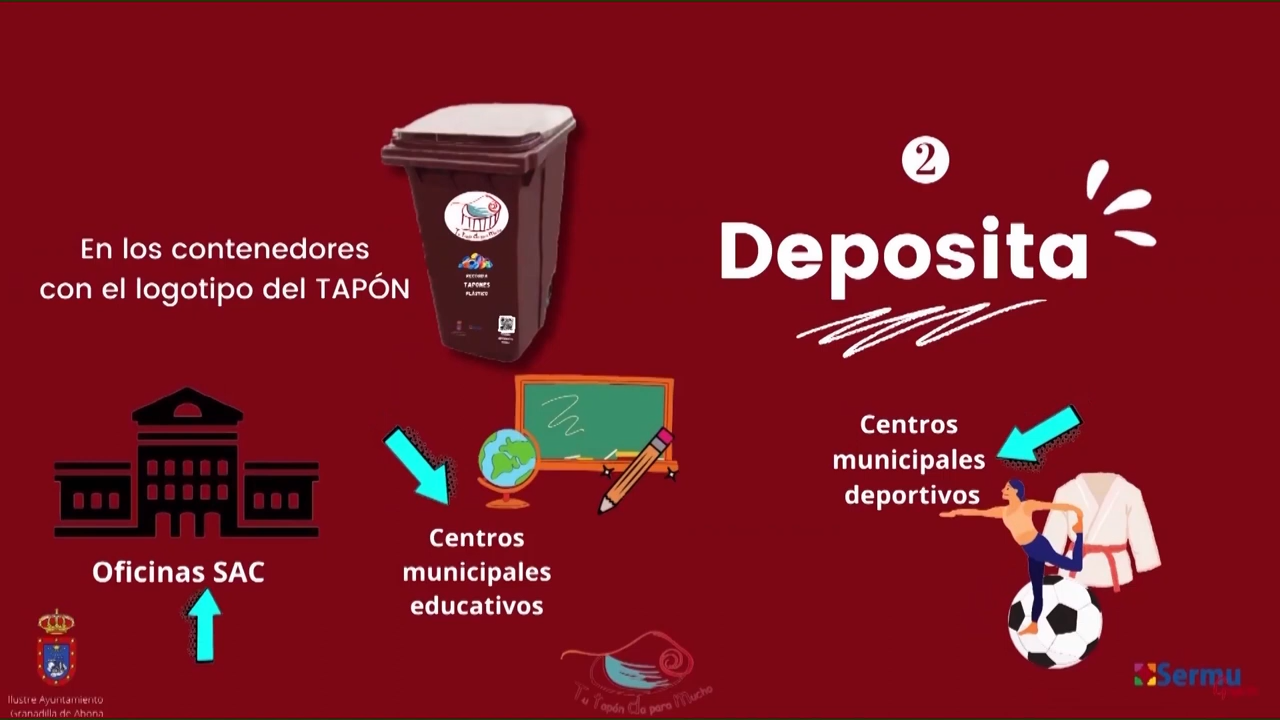 2
Deposita
En los contenedores
con el logotipo del TAPÓN
RECOGIDA
TAPONES
PLÁSTICO
Oficinas SAC
Centros
municipales
educativos
Centros
municipales
deportivos
Ilustre Ayuntamiento
Granadilla de Abona
Tu Tapón Da para Mucho
Sermu